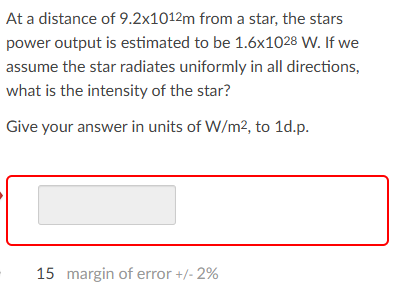 At a distance of 9.2x10¹²m from a star, the stars
power output is estimated to be 1.6x10²⁸ W. If we
assume the star radiates uniformly in all directions,
what is the intensity of the star?
Give your answer in units of W/m², to 1d.p.
15 margin of error +/- 2%